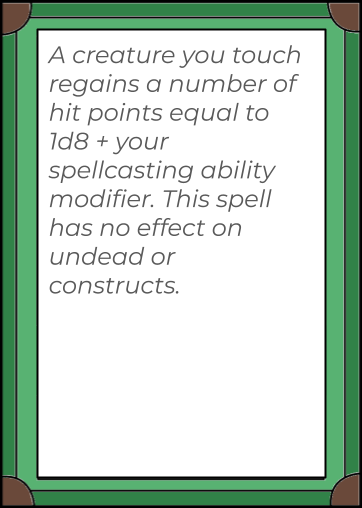 A creature you touch
regains a number of
hit points equal to
1d8 + your
spellcasting ability
modifier. This spell
has no effect on
undead or
constructs.